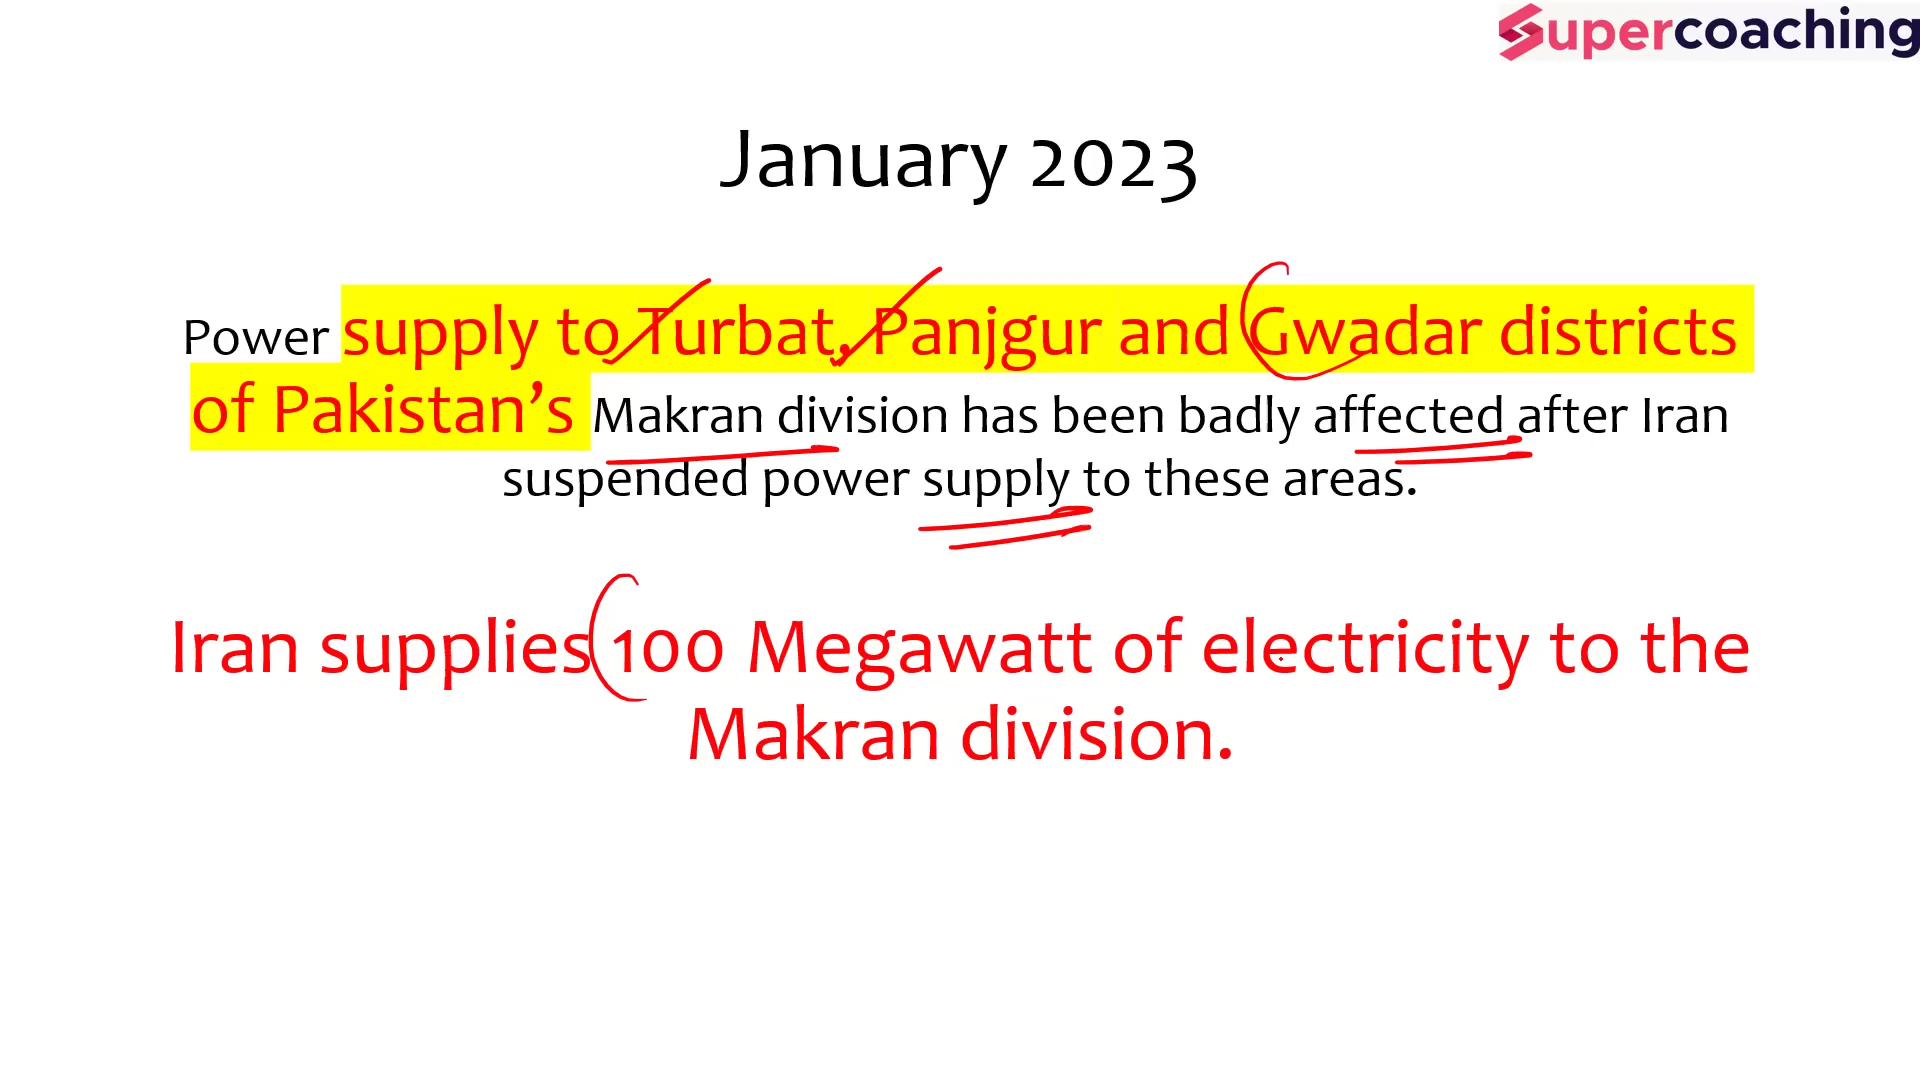 Supercoaching
January 2023
Power supply to Turbat, Panjgur and Gwadar districts
of Pakistan’s Makran division has been badly affected after Iran
suspended power supply to these areas.
Iran supplies 100 Megawatt of electricity to the
Makran division.